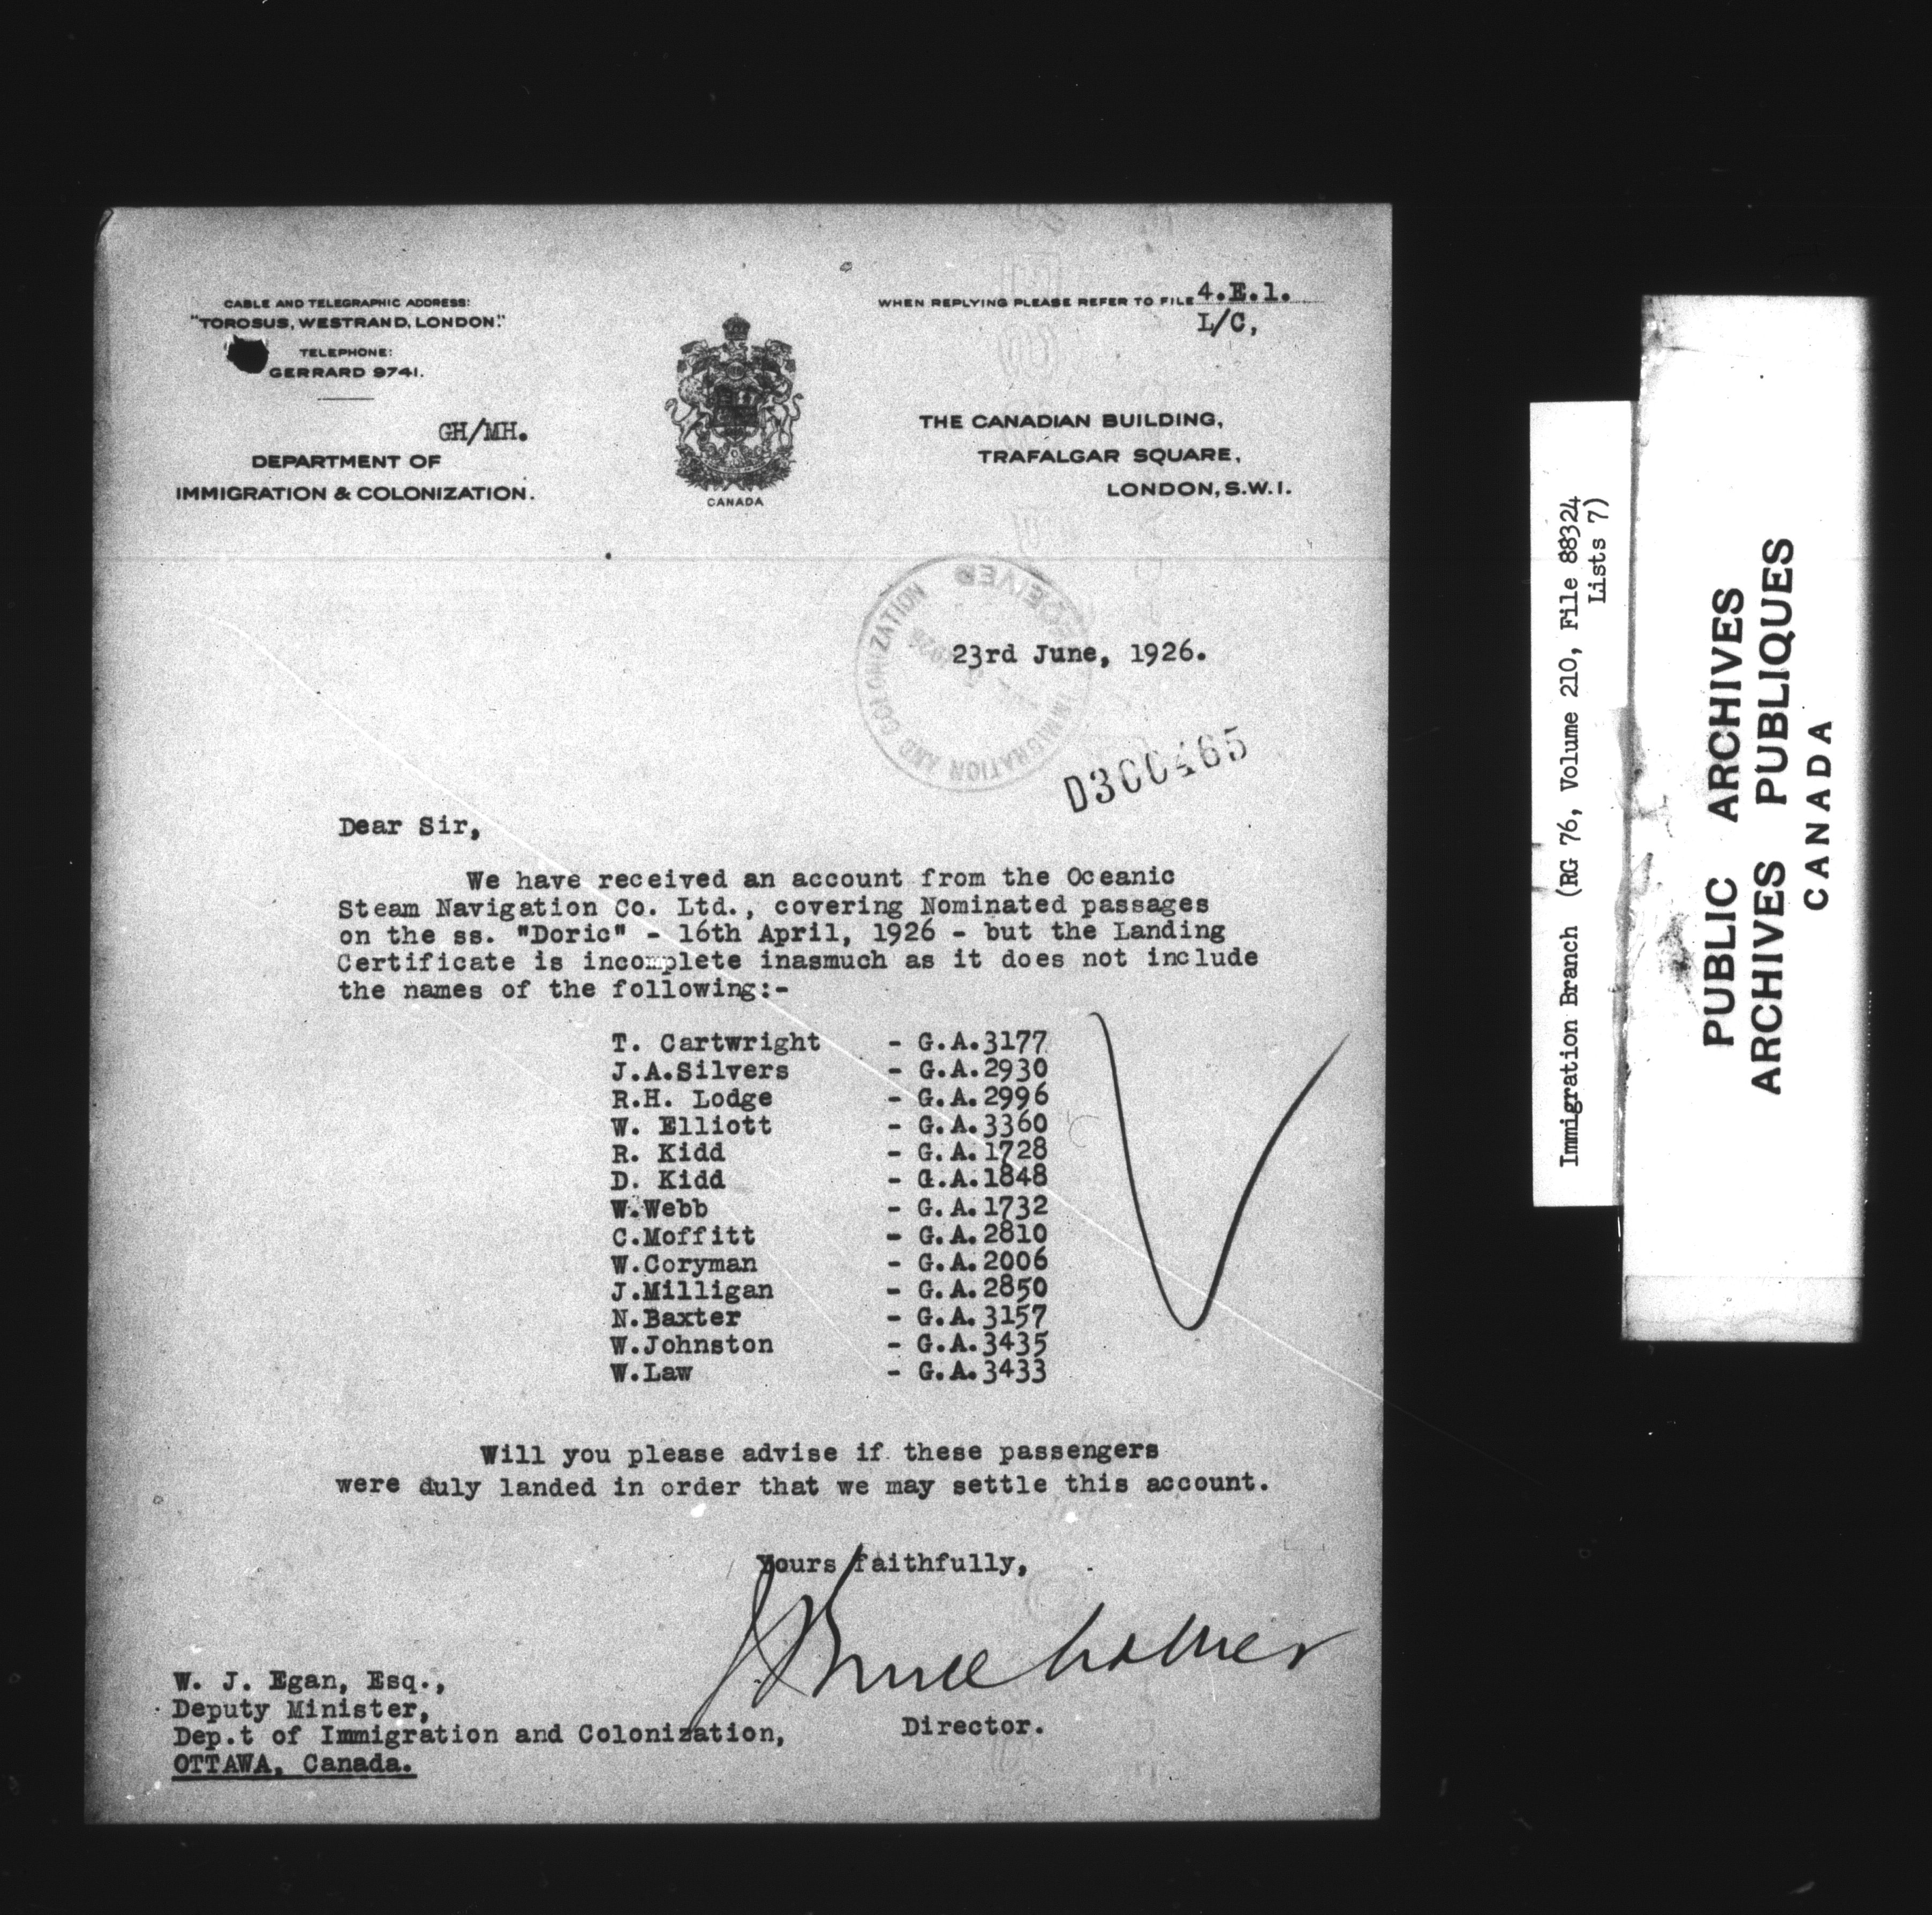 CABLE AND TELEGRAPHIC ADDRESS:
"TOROSUS, WESTRAND, LONDON."
TELEPHONE:
GERRARD 9741.
GH/MH.
DEPARTMENT OF
IMMIGRATION & COLONIZATION.
CANADA
WHEN REPLYING PLEASE REFER TO FILE 4.E.1.
L/C,
THE CANADIAN BUILDING,
TRAFALGAR SQUARE,
LONDON, S.W.1.
IMMIGRATION AND COLONIZATION
RECEIVED
23rd June, 1926.
Dear Sir,
We have received an account from the Oceanic
Steam Navigation Co. Ltd., covering Nominated passages
on the ss. "Doric" - 16th April, 1926 - but the Landing
Certificate is incomplete inasmuch as it does not include
the names of the following:-
T. Cartwright - G.A.3177
J.A.Silvers - G.A.2930
R.H. Lodge - G.A.2996
W. Elliott - G.A.3360
R. Kidd - G.A.1728
D. Kidd - G.A.1848
W.Webb - G.A.1732
C.Moffitt - G.A.2810
W.Coryman - G.A.2006
J.Milligan - G.A.2850
N.Baxter - G.A.3157
W.Johnston - G.A.3435
W.Law - G.A.3433
Will you please advise if these passengers
were duly landed in order that we may settle this account.
Yours faithfully,
Director.
W. J. Egan, Esq.,
Deputy Minister,
Dep.t of Immigration and Colonization,
OTTAWA, Canada.
Immigration Branch (RG 76, Volume 210, File 88324
Lists 7)
PUBLIC ARCHIVES
ARCHIVES PUBLIQUES
CANADA